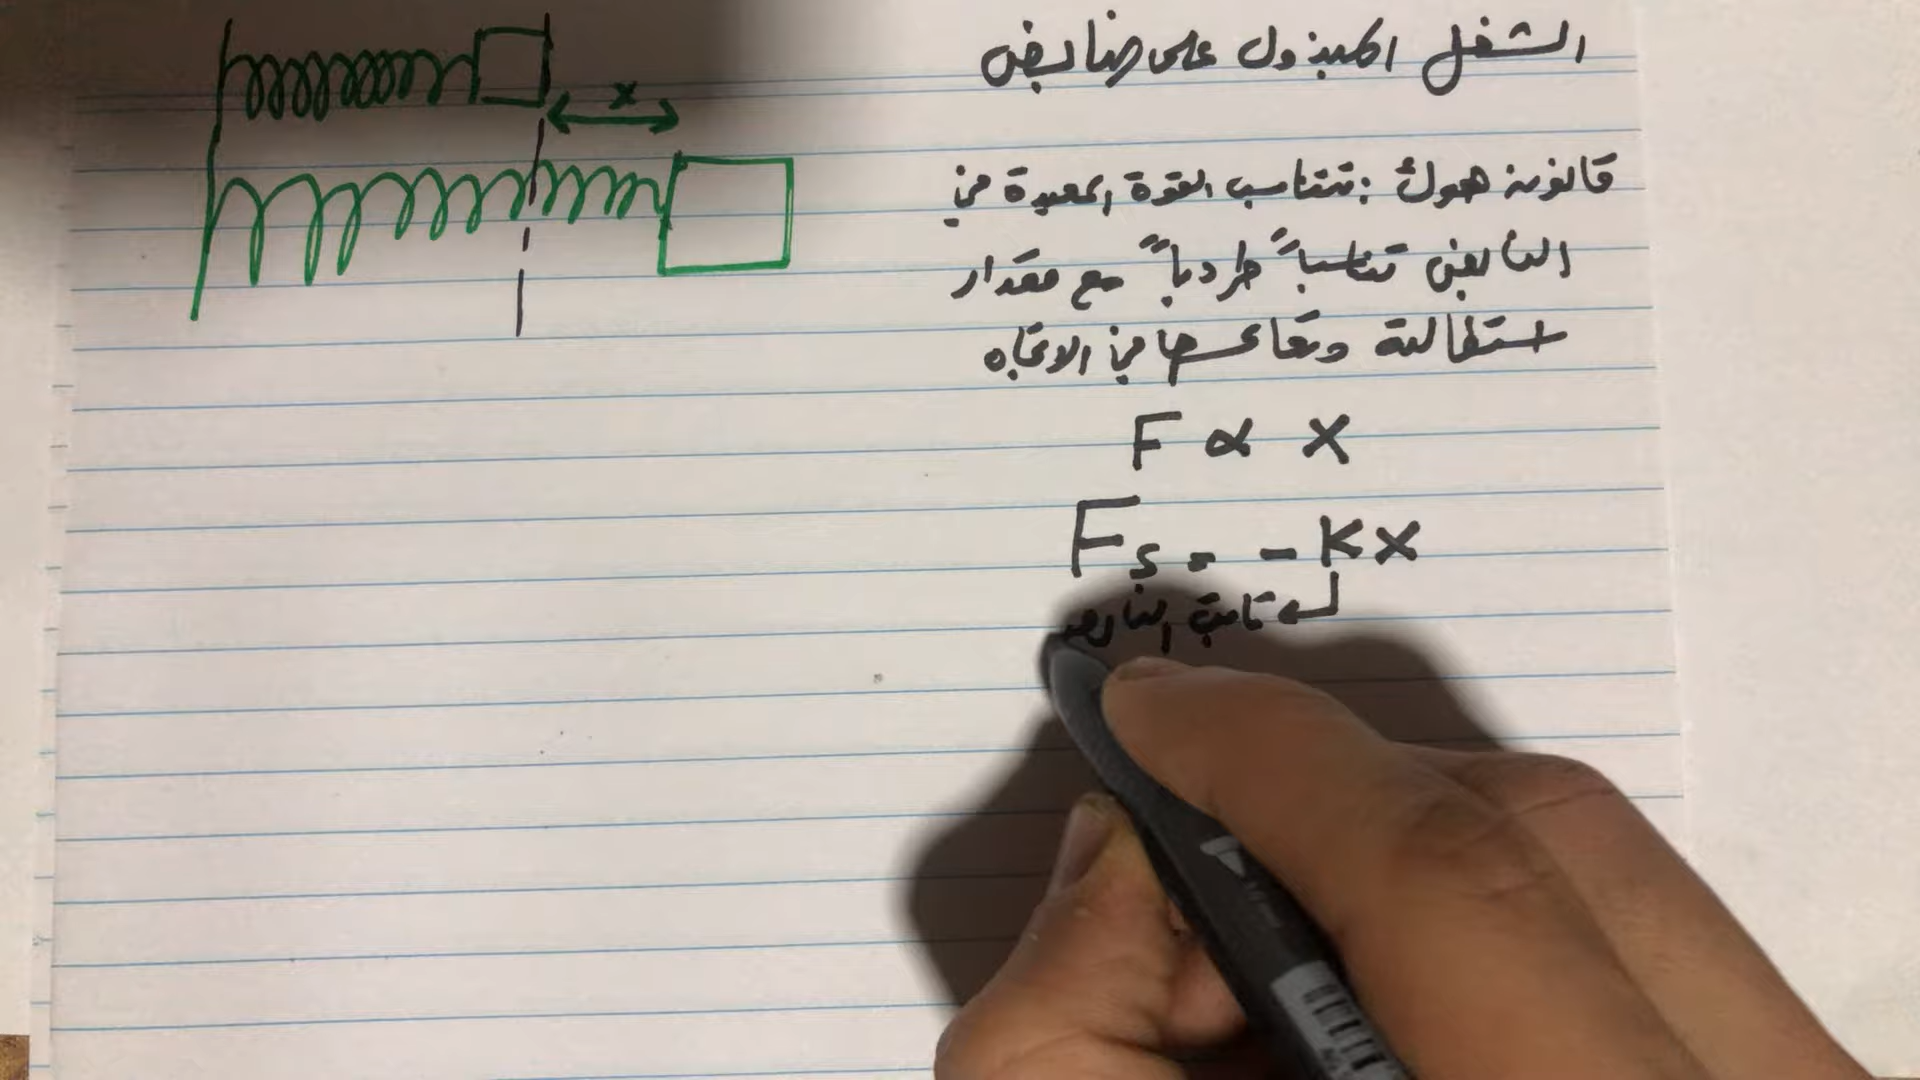 الشغل المبذول على نابض
x
قانون هوك : تتناسب القوة المعيدة في
النابض تناسباً طردياً مع مقدار
استطالته وتعاكسها في الاتجاه
F ∝ x
Fs = - Kx
ثابت النابض